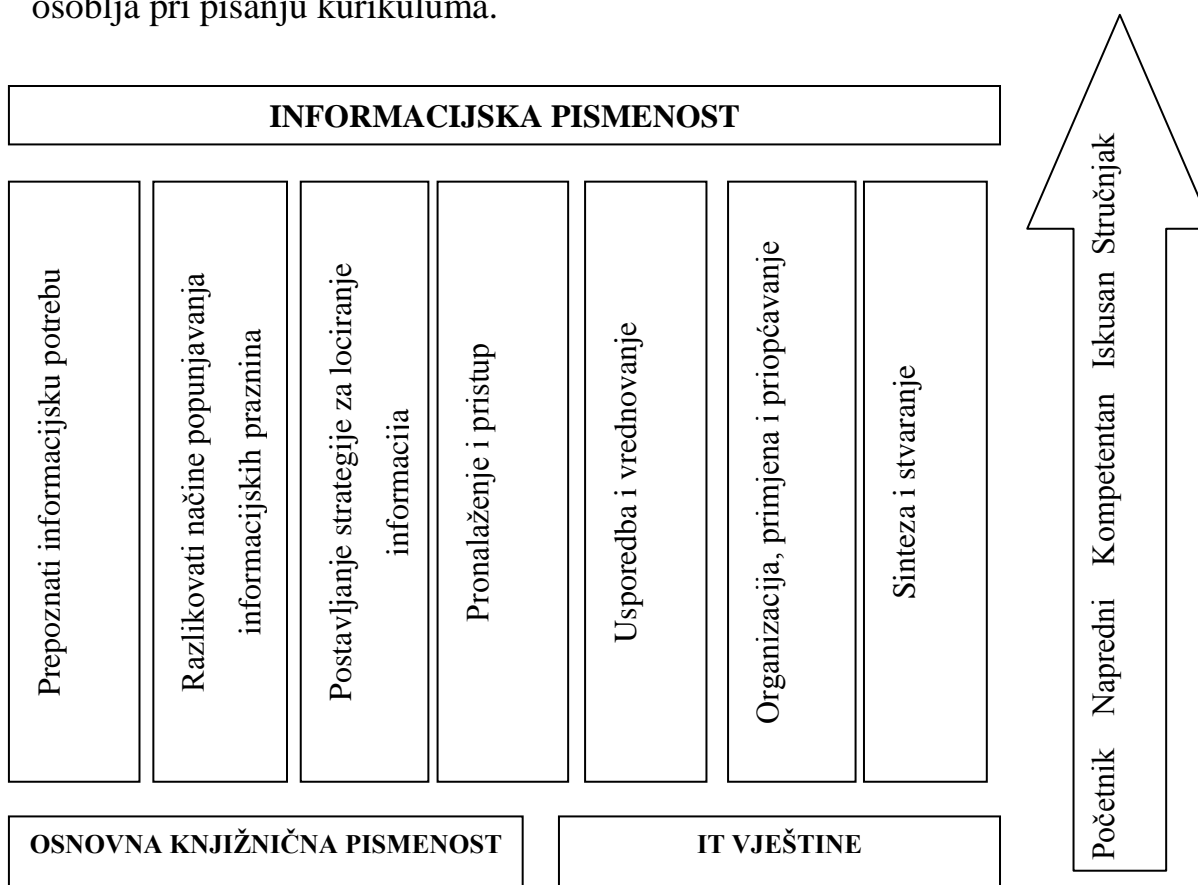 osoblja pri pisanju kurikuluma.
INFORMACIJSKA PISMENOST
Prepoznati informacijsku potrebu
Razlikovati načine popunjavanja
informacijskih praznina
Postavljanje strategije za lociranje
informacija
Pronalaženje i pristup
Usporedba i vrednovanje
Organizacija, primjena i priopćavanje
Sinteza i stvaranje
OSNOVNA KNJIŽNIČNA PISMENOST
IT VJEŠTINE
Početnik Napredni Kompetentan Iskusan Stručnjak